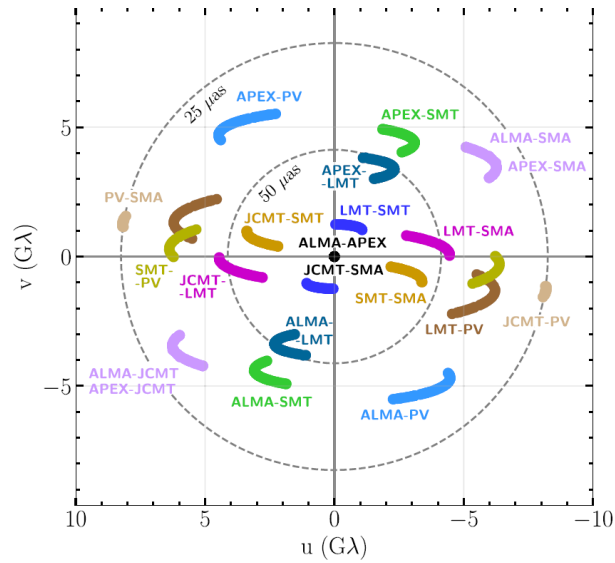 25 μas
APEX-PV
APEX-SMT
ALMA-SMA
APEX-SMA
APEX-
-LMT
50 μas
PV-SMA
JCMT-SMT
LMT-SMT
LMT-SMA
ALMA-APEX
JCMT-SMA
SMT-
-PV
JCMT-
-LMT
SMT-SMA
LMT-PV
JCMT-PV
ALMA-
-LMT
ALMA-JCMT
APEX-JCMT
ALMA-SMT
ALMA-PV
v (Gλ)
5
0
−5
10
5
0
−5
−10
u (Gλ)